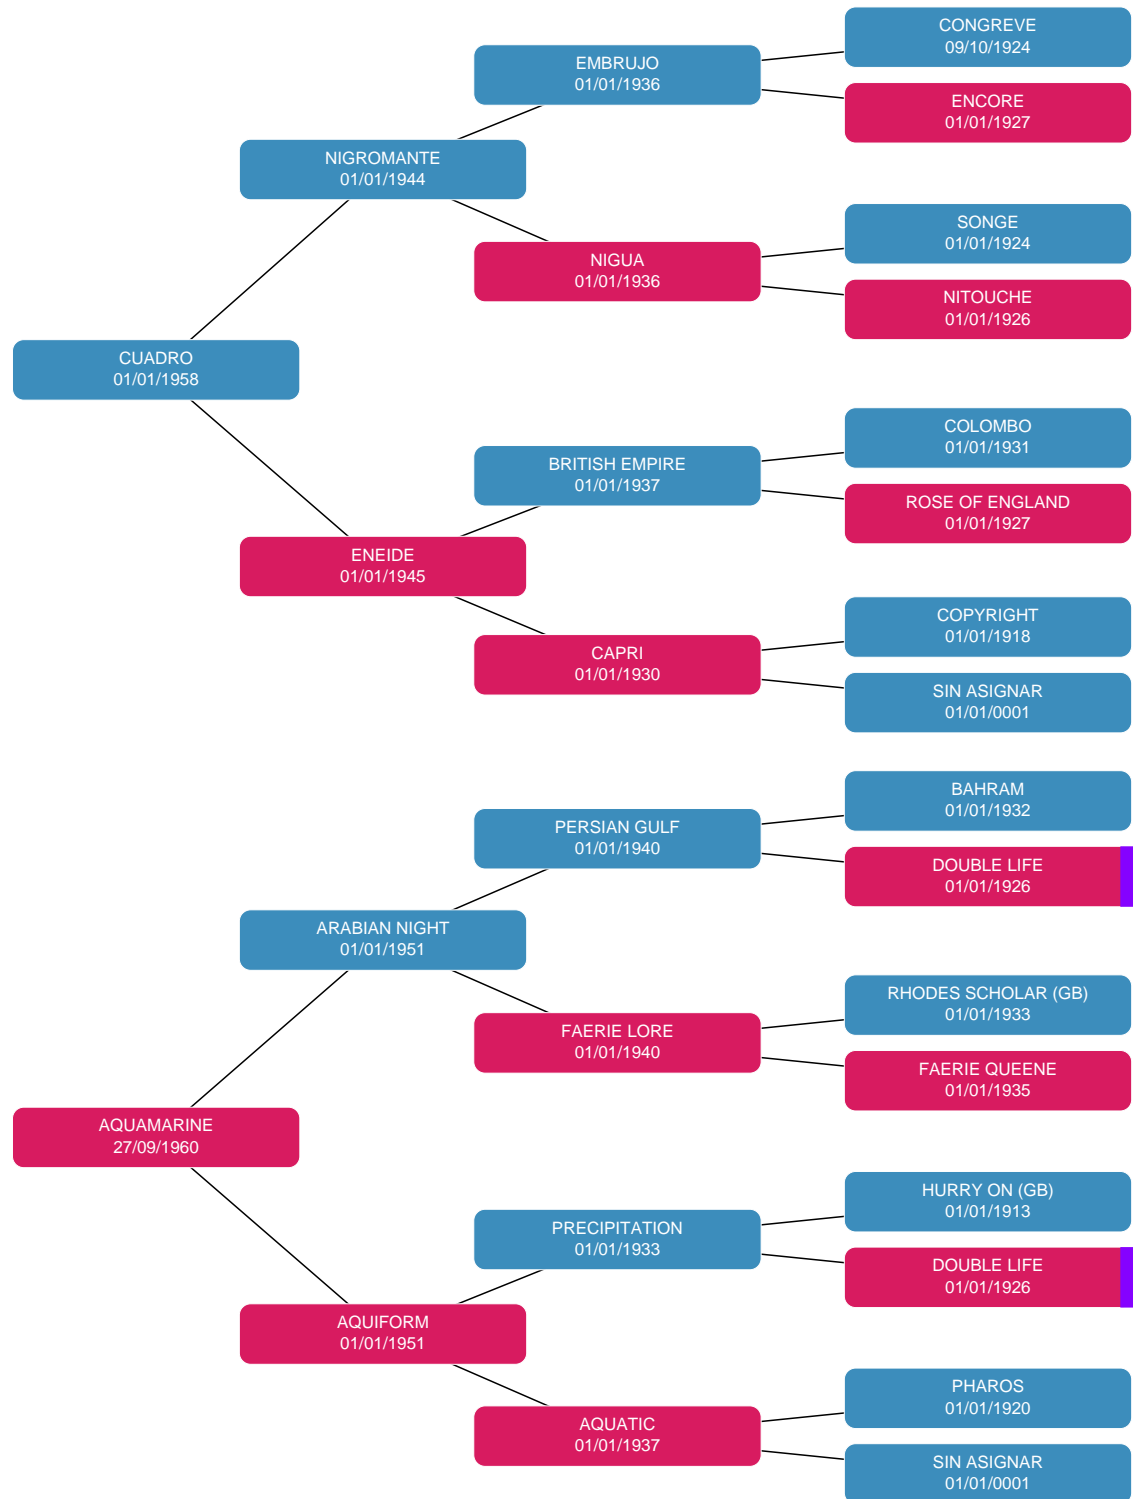 CONGREVE
09/10/1924
EMBRUJO
01/01/1936
ENCORE
01/01/1927
NIGROMANTE
01/01/1944
SONGE
01/01/1924
NIGUA
01/01/1936
NITOUCHE
01/01/1926
CUADRO
01/01/1958
COLOMBO
01/01/1931
BRITISH EMPIRE
01/01/1937
ROSE OF ENGLAND
01/01/1927
ENEIDE
01/01/1945
COPYRIGHT
01/01/1918
CAPRI
01/01/1930
SIN ASIGNAR
01/01/0001
BAHRAM
01/01/1932
PERSIAN GULF
01/01/1940
DOUBLE LIFE
01/01/1926
ARABIAN NIGHT
01/01/1951
RHODES SCHOLAR (GB)
01/01/1933
FAERIE LORE
01/01/1940
FAERIE QUEENE
01/01/1935
AQUAMARINE
27/09/1960
HURRY ON (GB)
01/01/1913
PRECIPITATION
01/01/1933
DOUBLE LIFE
01/01/1926
AQUIFORM
01/01/1951
PHAROS
01/01/1920
AQUATIC
01/01/1937
SIN ASIGNAR
01/01/0001